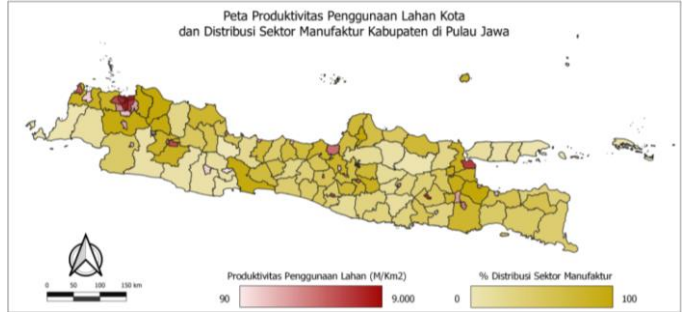 Peta Produktivitas Penggunaan Lahan Kota
dan Distribusi Sektor Manufaktur Kabupaten di Pulau Jawa
0 50 100 150 km
Produktivitas Penggunaan Lahan (M/Km2)
90 9.000
% Distribusi Sektor Manufaktur
0 100